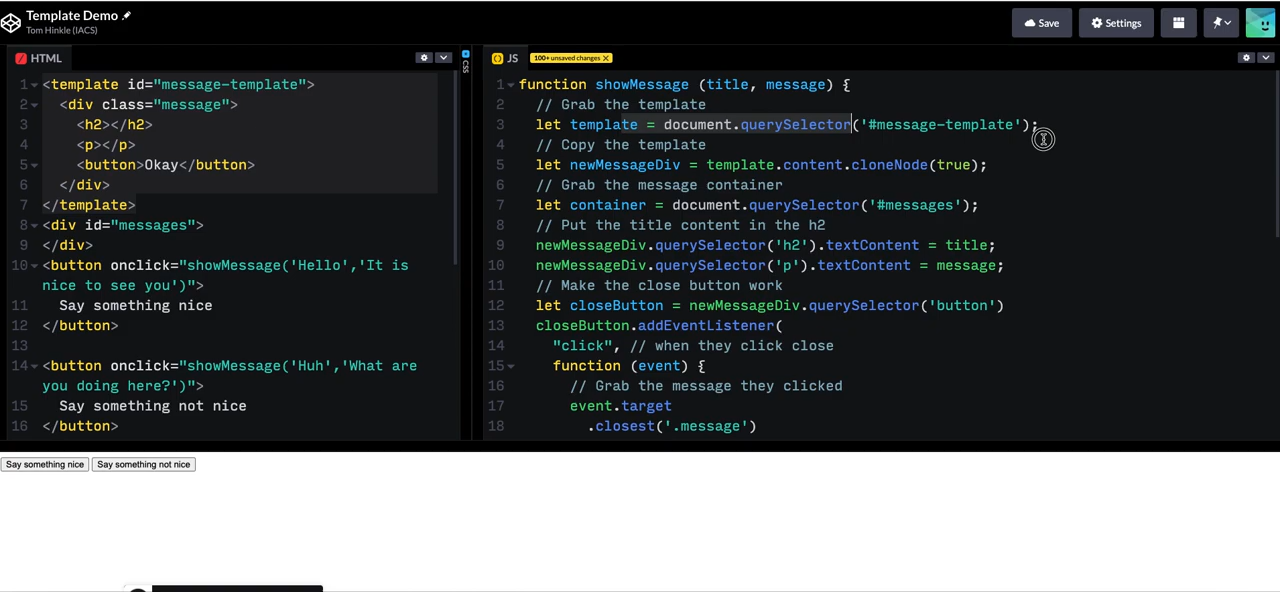 Template Demo
Tom Hinkle (IACS)
Save
Settings
HTML
1 <template id="message-template">
2 <div class="message">
3 <h2></h2>
4 <p></p>
5 <button>Okay</button>
6 </div>
7 </template>
8 <div id="messages">
9 </div>
10 <button onclick="showMessage('Hello','It is
nice to see you')">
11 Say something nice
12 </button>
13
14 <button onclick="showMessage('Huh','What are
you doing here?')">
15 Say something not nice
16 </button>
CSS
JS
100+ unsaved changes X
1 function showMessage (title, message) {
2 // Grab the template
3 let template = document.querySelector('#message-template');
4 // Copy the template
5 let newMessageDiv = template.content.cloneNode(true);
6 // Grab the message container
7 let container = document.querySelector('#messages');
8 // Put the title content in the h2
9 newMessageDiv.querySelector('h2').textContent = title;
10 newMessageDiv.querySelector('p').textContent = message;
11 // Make the close button work
12 let closeButton = newMessageDiv.querySelector('button')
13 closeButton.addEventListener(
14 "click", // when they click close
15 function (event) {
16 // Grab the message they clicked
17 event.target
18 .closest('.message')
Say something nice
Say something not nice